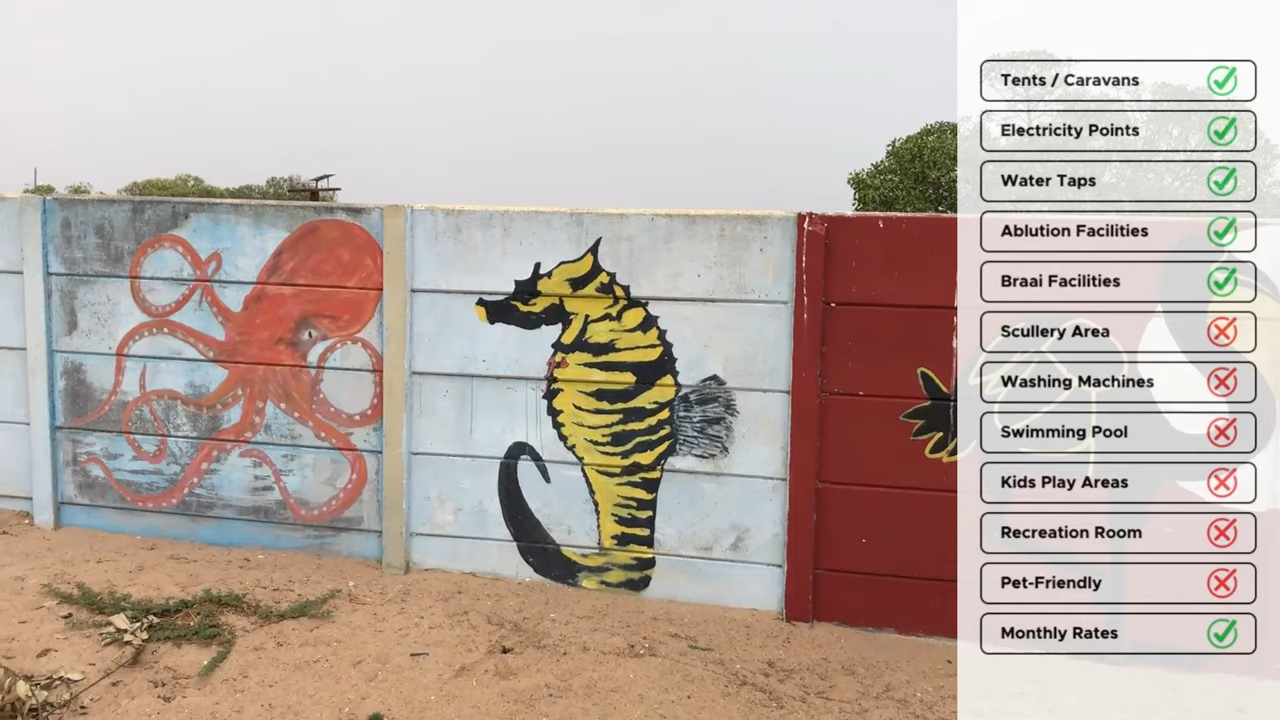 Tents / Caravans
Electricity Points
Water Taps
Ablution Facilities
Braai Facilities
Scullery Area
Washing Machines
Swimming Pool
Kids Play Areas
Recreation Room
Pet-Friendly
Monthly Rates